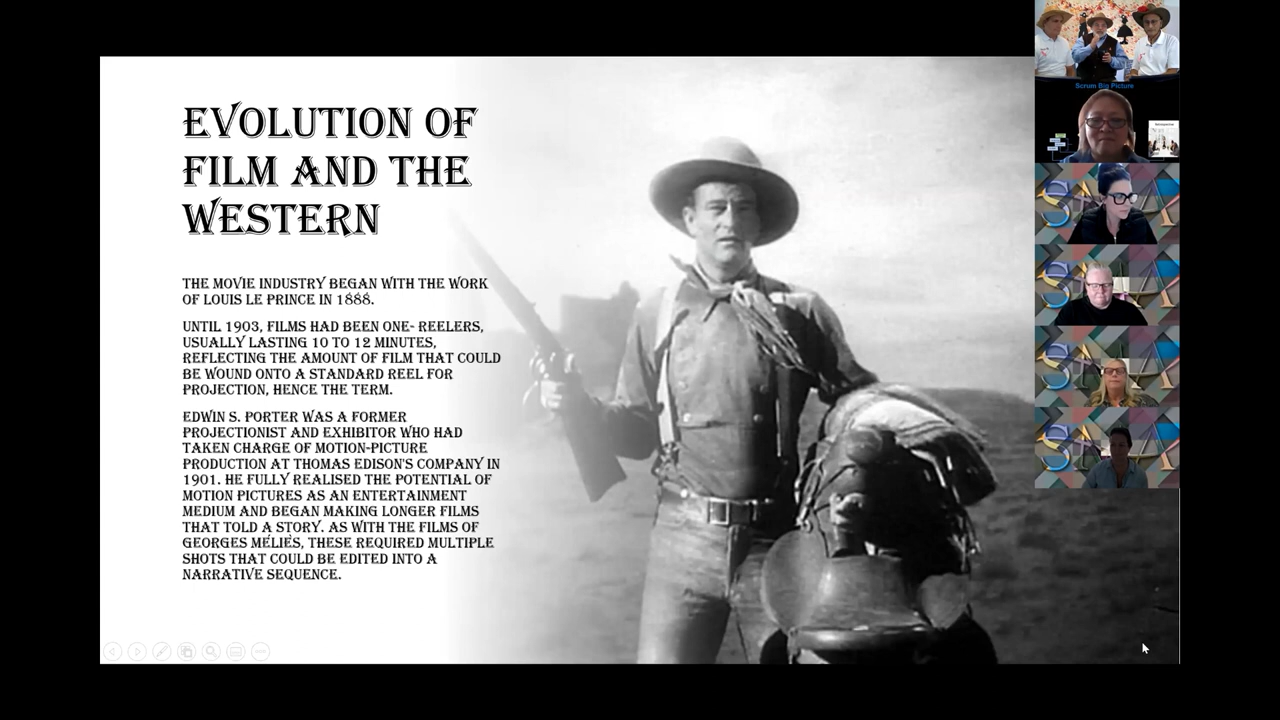 EVOLUTION OF
FILM AND THE
WESTERN
THE MOVIE INDUSTRY BEGAN WITH THE WORK
OF LOUIS LE PRINCE IN 1888.
UNTIL 1903, FILMS HAD BEEN ONE- REELERS,
USUALLY LASTING 10 TO 12 MINUTES,
REFLECTING THE AMOUNT OF FILM THAT COULD
BE WOUND ONTO A STANDARD REEL FOR
PROJECTION, HENCE THE TERM.
EDWIN S. PORTER WAS A FORMER
PROJECTIONIST AND EXHIBITOR WHO HAD
TAKEN CHARGE OF MOTION-PICTURE
PRODUCTION AT THOMAS EDISON'S COMPANY IN
1901. HE FULLY REALISED THE POTENTIAL OF
MOTION PICTURES AS AN ENTERTAINMENT
MEDIUM AND BEGAN MAKING LONGER FILMS
THAT TOLD A STORY. AS WITH THE FILMS OF
GEORGES MÉLIÈS, THESE REQUIRED MULTIPLE
SHOTS THAT COULD BE EDITED INTO A
NARRATIVE SEQUENCE.
Scrum Big Picture